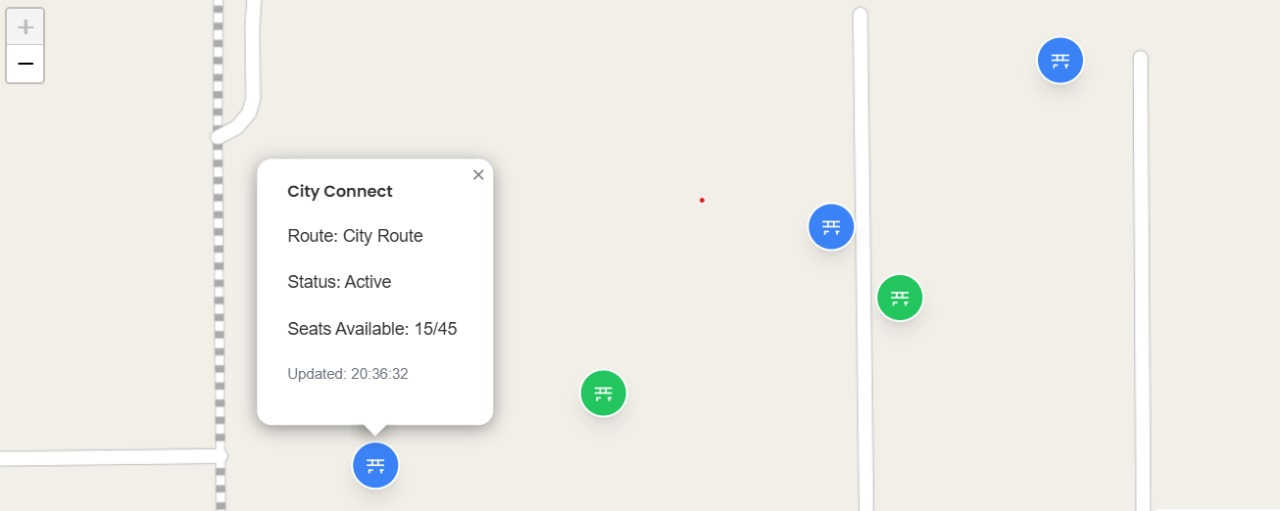 +
−
×
City Connect
Route: City Route
Status: Active
Seats Available: 15/45
Updated: 20:36:32